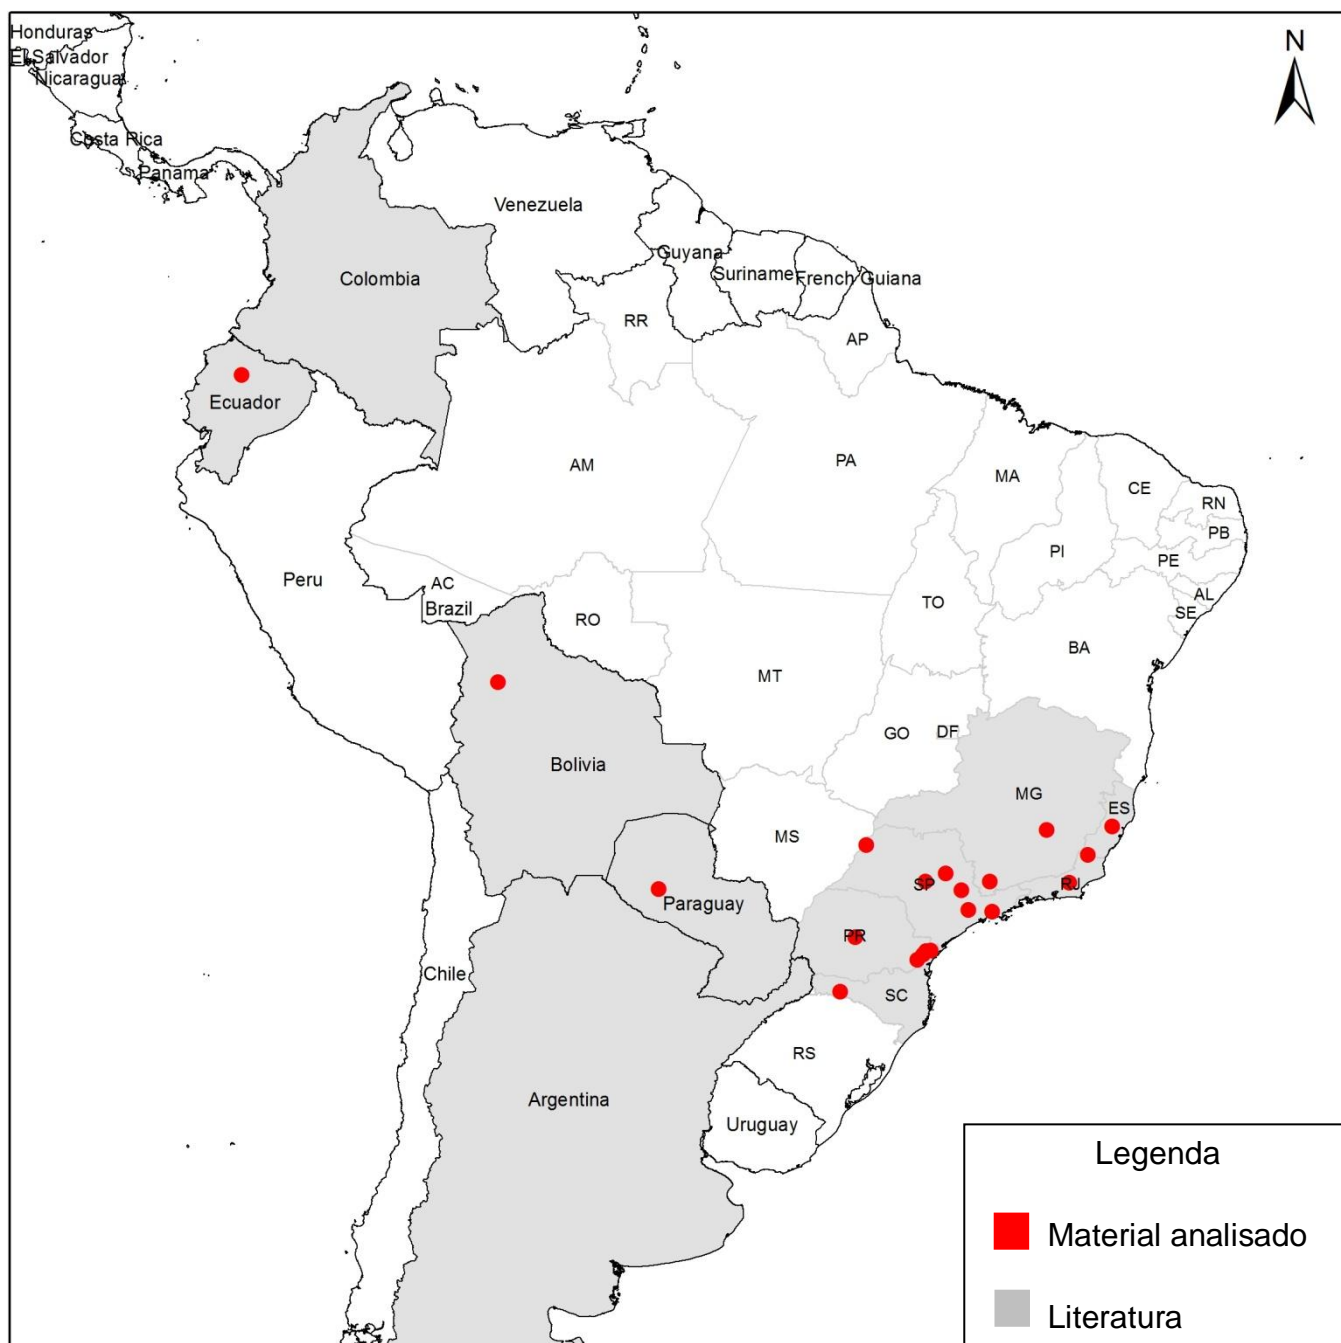 N
Honduras
El Salvador
Nicaragua
Costa Rica
Panama
Venezuela
Guyana
Suriname
French Guiana
Colombia
RR
AP
Ecuador
AM
PA
MA
CE
RN
PB
PI
PE
Peru
AC
Brazil
RO
TO
AL
SE
BA
MT
GO
DF
Bolivia
MG
ES
MS
SP
RJ
Paraguay
PR
Chile
SC
RS
Argentina
Uruguay
Legenda
Material analisado
Literatura